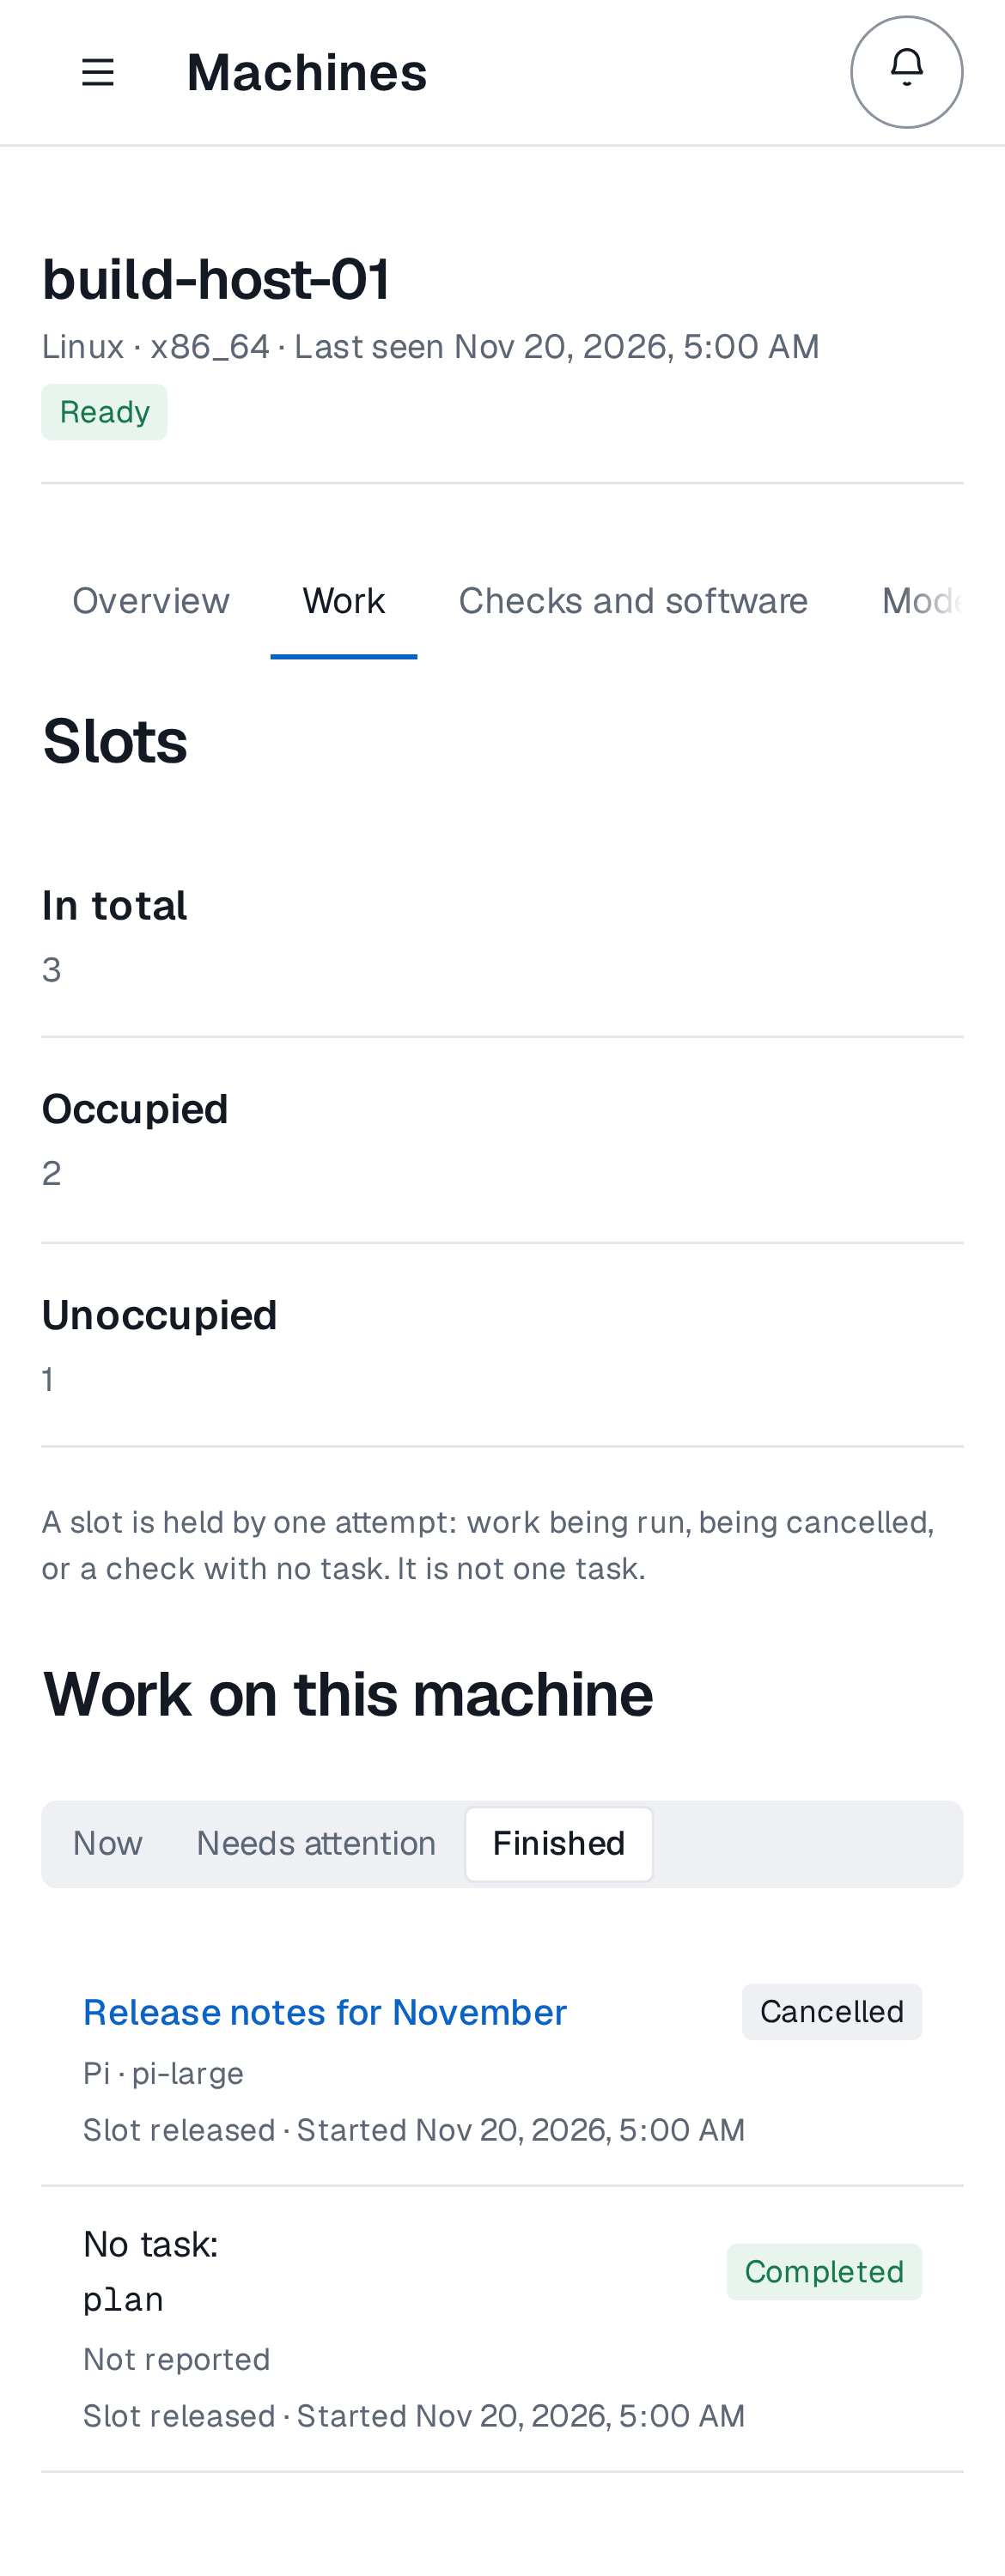 Machines
build-host-01
Linux · x86_64 · Last seen Nov 20, 2026, 5:00 AM
Ready
Overview Work Checks and software
Slots
In total
3
Occupied
2
Unoccupied
1
A slot is held by one attempt: work being run, being cancelled,
or a check with no task. It is not one task.
Work on this machine
Now Needs attention Finished
Release notes for November Cancelled
Pi · pi-large
Slot released · Started Nov 20, 2026, 5:00 AM
No task:
plan
Completed
Not reported
Slot released · Started Nov 20, 2026, 5:00 AM